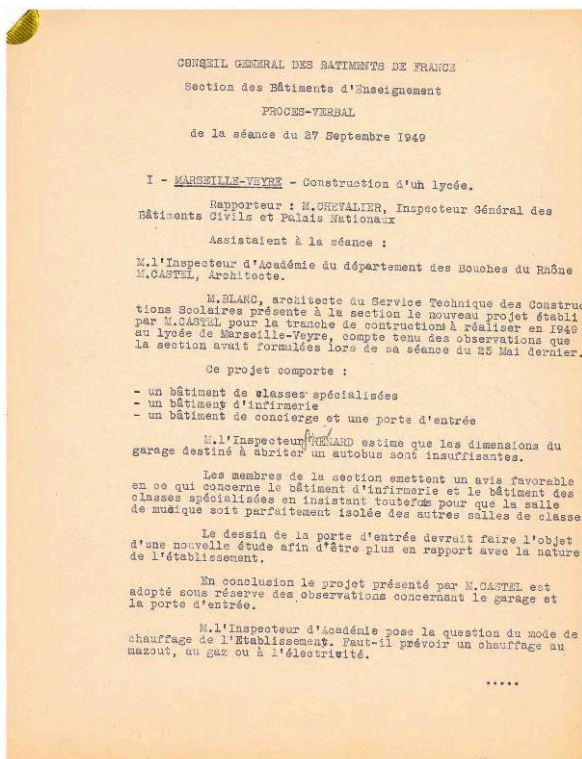 CONSEIL GENERAL DES BATIMENTS DE FRANCE
Section des Bâtiments d'Enseignement
PROCES-VERBAL
de la séance du 27 Septembre 1949
I - MARSEILLE-VEYRE - Construction d'un lycée.
Rapporteur : M.CHEVALIER, Inspecteur Général des
Bâtiments Civils et Palais Nationaux
Assistaient à la séance :
M.l'Inspecteur d'Académie du département des Bouches du Rhône
M.CASTEL, Architecte.
M.BLANC, architecte du Service Technique des Construc
tions Scolaires présente à la section le nouveau projet établi
par M.CASTEL pour la tranche de contructions à réaliser en 1949
au lycée de Marseille-Veyre, compte tenu des observations que
la section avait formulées lors de sa séance du 25 Mai dernier.
Ce projet comporte :
- un bâtiment de classes spécialisées
- un bâtiment d'infirmerie
- un bâtiment de concierge et une porte d'entrée
M.l'Inspecteur RENARD estime que les dimensions du
garage destiné à abriter un autobus sont insuffisantes.
Les membres de la section emettent un avis favorable
en ce qui concerne le bâtiment d'infirmerie et le bâtiment des
classes spécialisées en insistant toutefois pour que la salle
de musique soit parfaitement isolée des autres salles de classe
Le dessin de la porte d'entrée devrait faire l'objet
d'une nouvelle étude afin d'être plus en rapport avec la nature
de l'établissement.
En conclusion le projet présenté par M.CASTEL est
adopté sous réserve des observations concernant le garage et
la porte d'entrée.
M.l'Inspecteur d'Académie pose la question du mode de
chauffage de l'Etablissement. Faut-il prévoir un chauffage au
mazout, au gaz ou à l'électricité.
.....